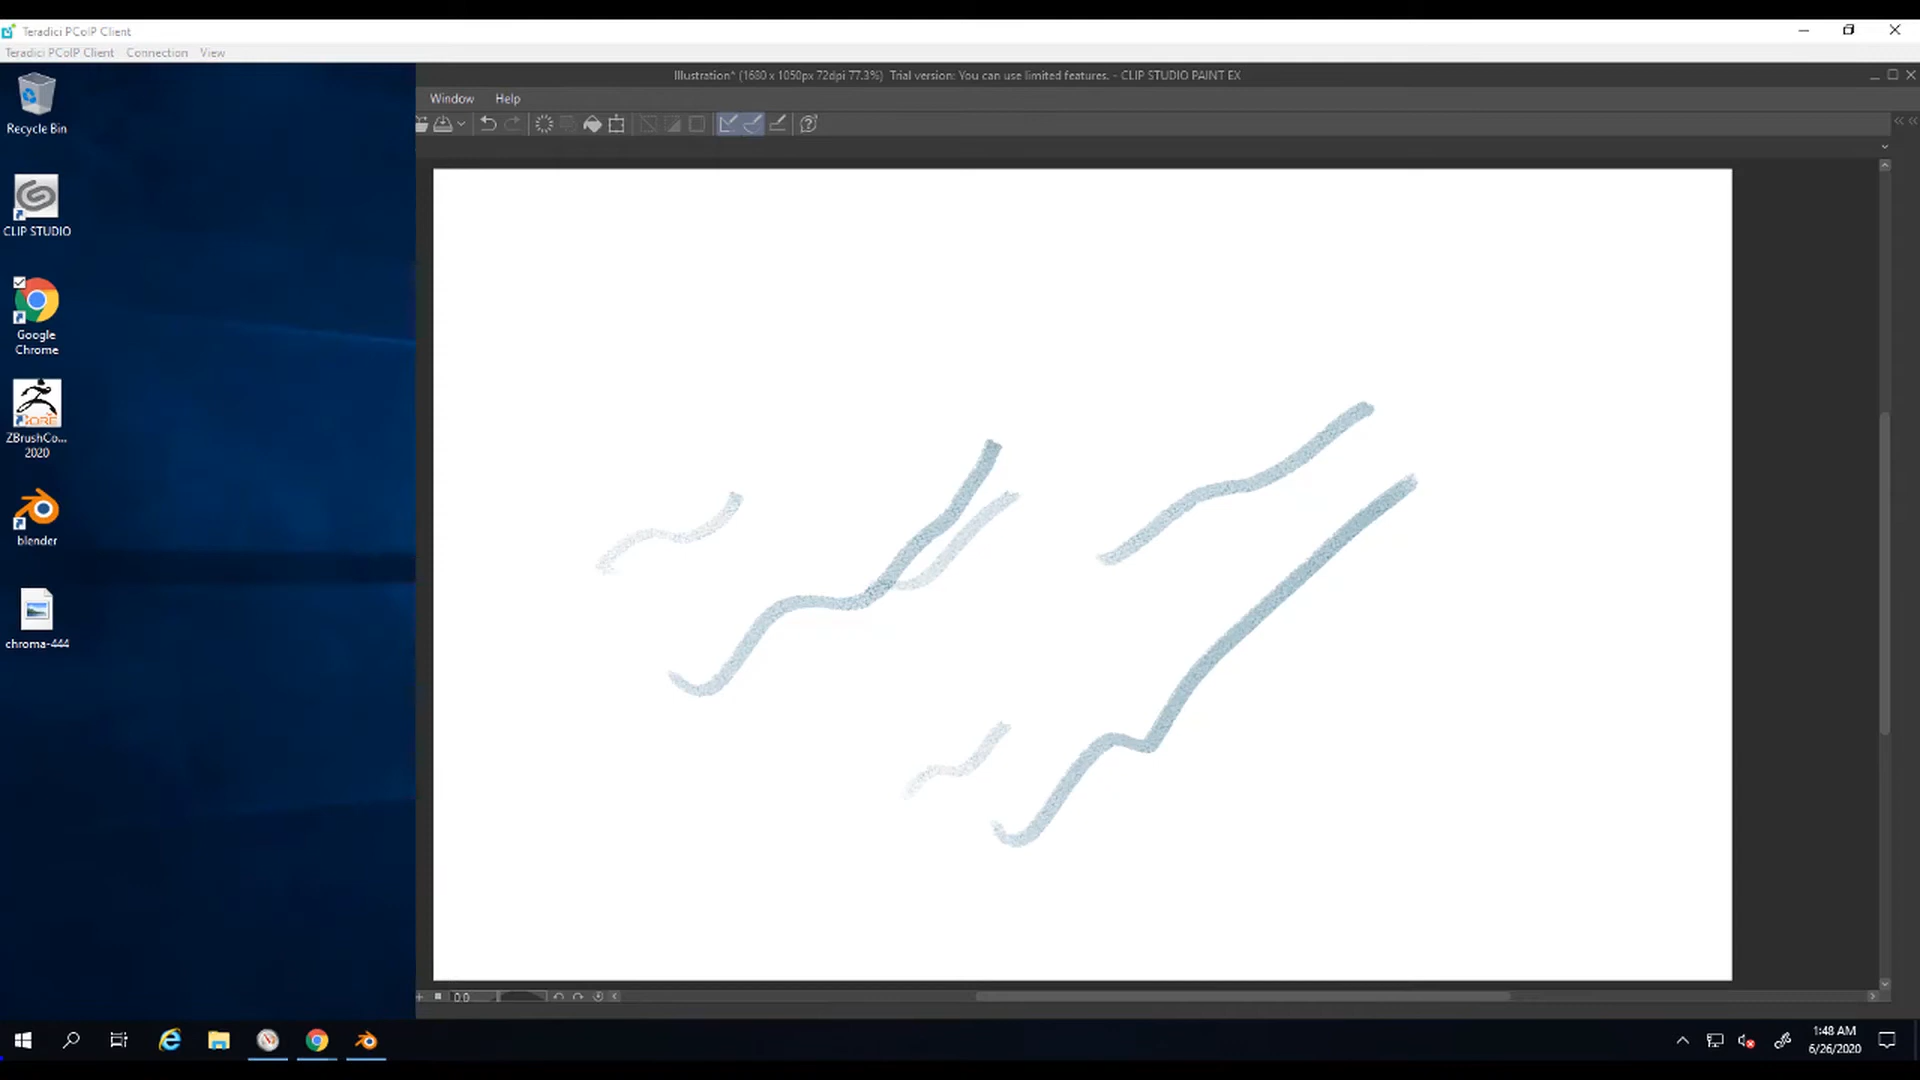 Teradici PCoIP Client
Teradici PCoIP Client Connection View
Illustration* (1680 x 1050px 72dpi 77.3%) Trial version: You can use limited features. - CLIP STUDIO PAINT EX
Window Help
Recycle Bin
CLIP STUDIO
Google
Chrome
ZBrushCo...
2020
blender
chroma-444
0.0
1:48 AM
6/26/2020